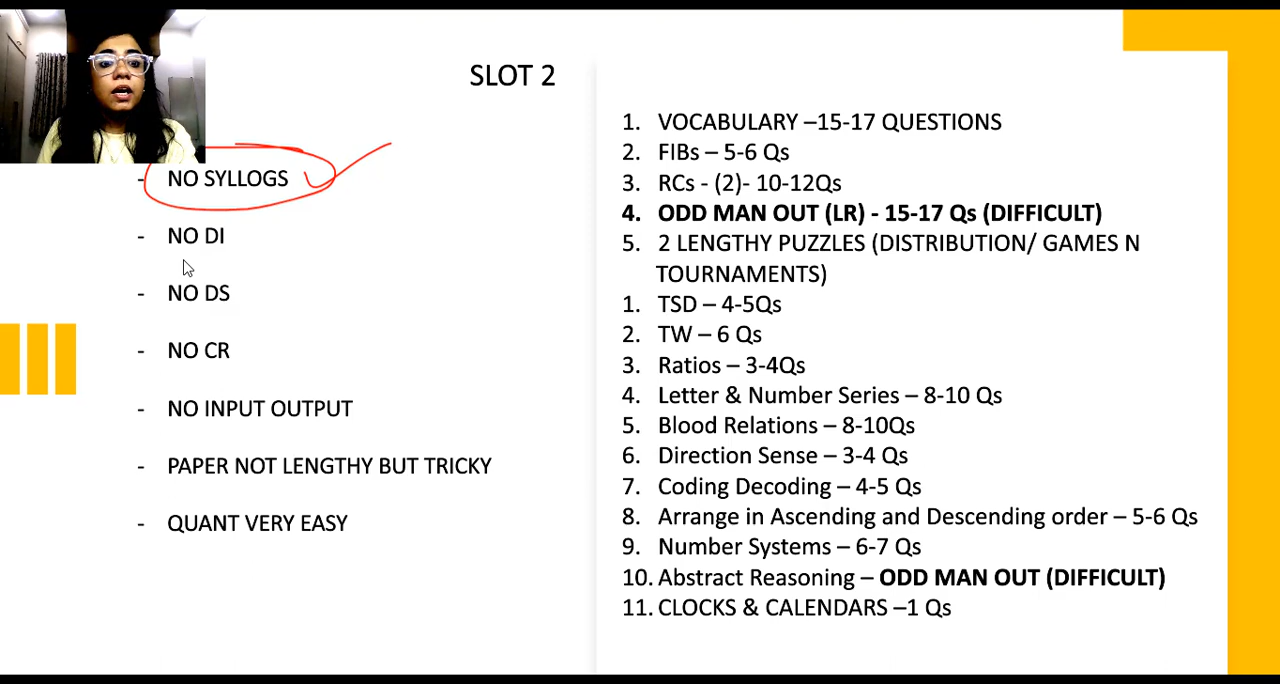 SLOT 2
- NO SYLLOGS
- NO DI
- NO DS
- NO CR
- NO INPUT OUTPUT
- PAPER NOT LENGTHY BUT TRICKY
- QUANT VERY EASY
1. VOCABULARY –15-17 QUESTIONS
2. FIBs – 5-6 Qs
3. RCs - (2)- 10-12Qs
4. ODD MAN OUT (LR) - 15-17 Qs (DIFFICULT)
5. 2 LENGTHY PUZZLES (DISTRIBUTION/ GAMES N
TOURNAMENTS)
1. TSD – 4-5Qs
2. TW – 6 Qs
3. Ratios – 3-4Qs
4. Letter & Number Series – 8-10 Qs
5. Blood Relations – 8-10Qs
6. Direction Sense – 3-4 Qs
7. Coding Decoding – 4-5 Qs
8. Arrange in Ascending and Descending order – 5-6 Qs
9. Number Systems – 6-7 Qs
10. Abstract Reasoning – ODD MAN OUT (DIFFICULT)
11. CLOCKS & CALENDARS –1 Qs